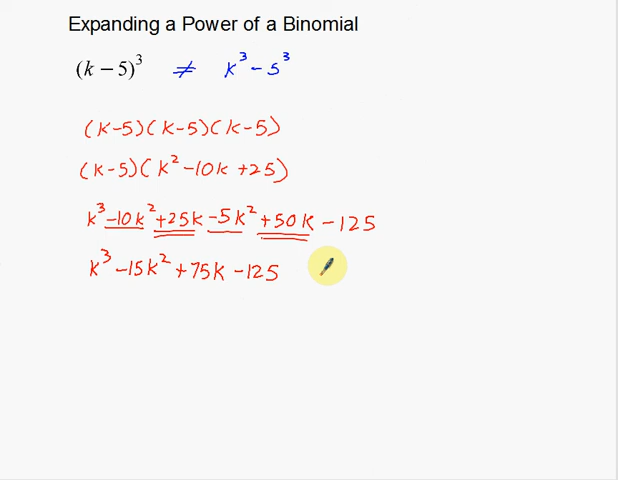 Expanding a Power of a Binomial
(k − 5)³ ≠ k³ − 5³
(k−5)(k−5)(k−5)
(k−5)(k² −10k +25)
k³ −10k² +25k −5k² +50k −125
k³ −15k² +75k −125